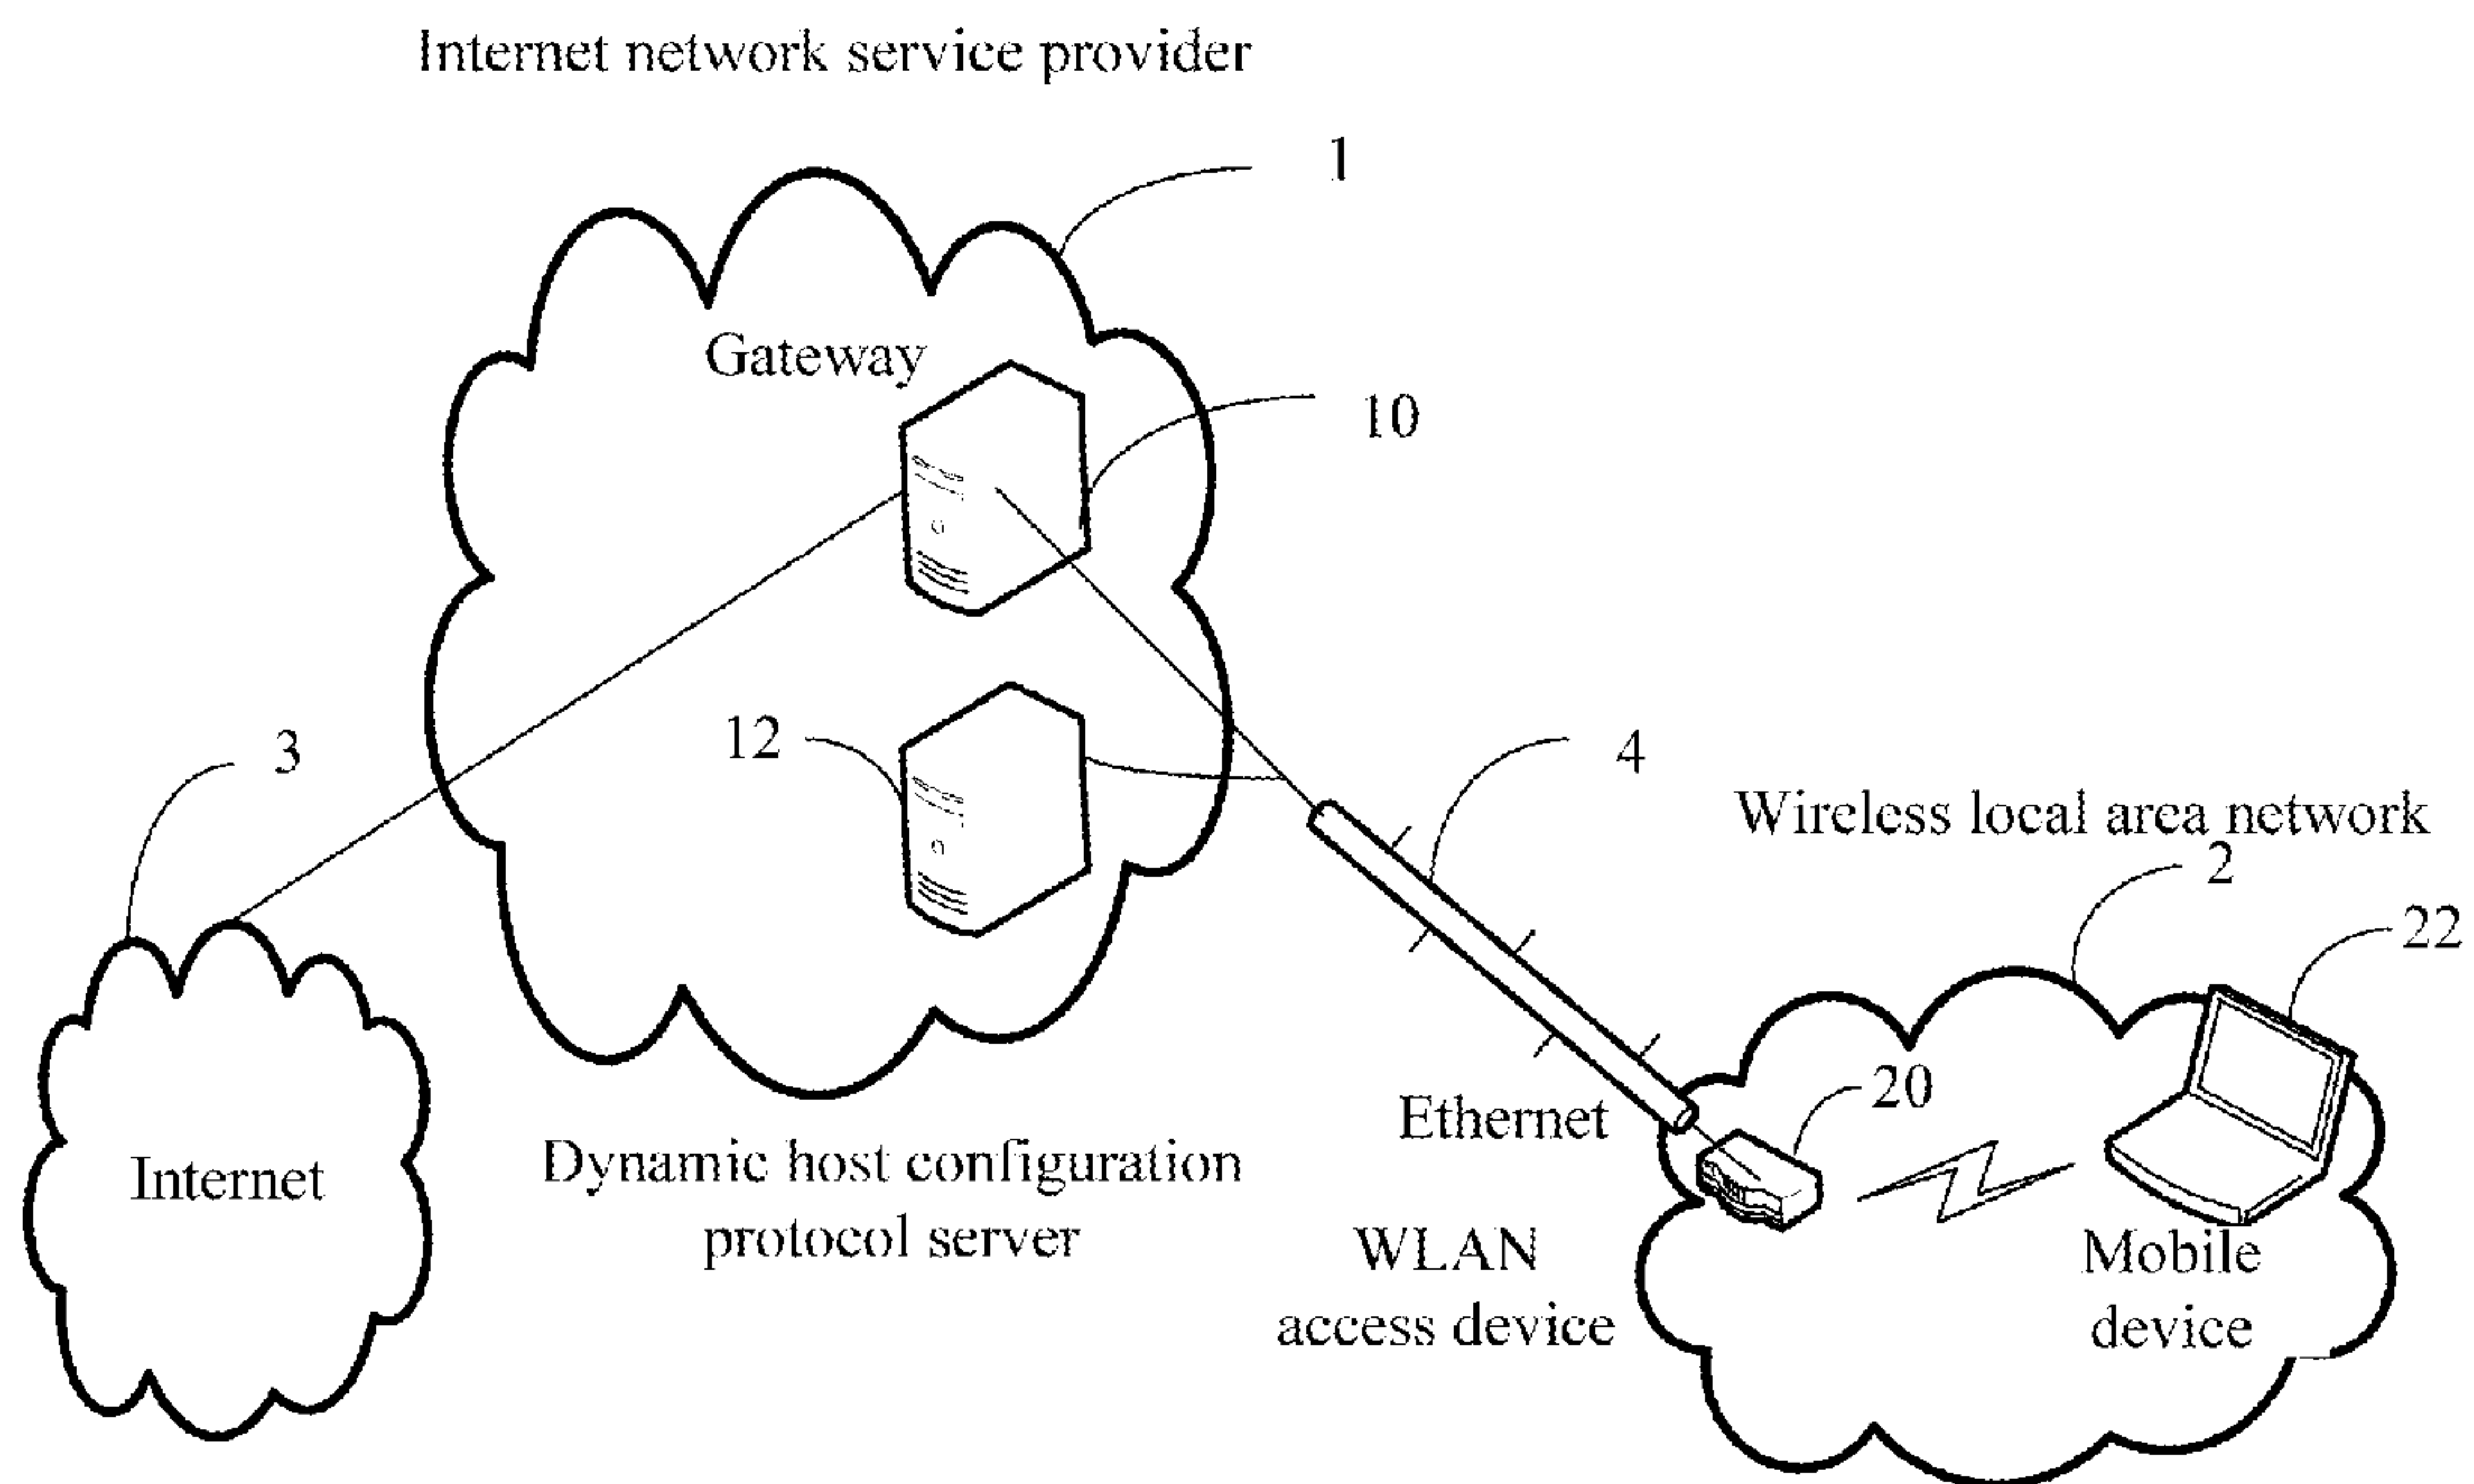 Internet network service provider
1
Gateway
10
12
3
4
Wireless local area network
2
22
20
Ethernet
Internet
Dynamic host configuration
protocol server
WLAN
access device
Mobile
device